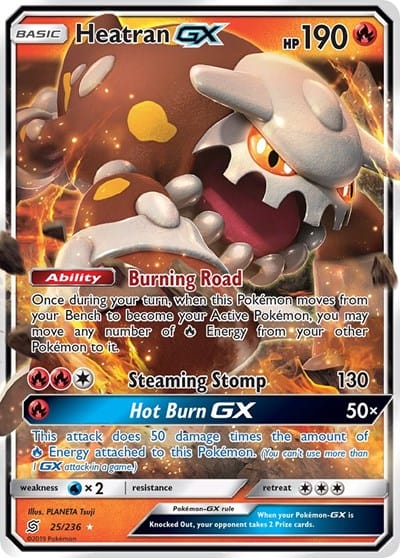 BASIC Heatran GX HP190
Ability Burning Road
Once during your turn, when this Pokémon moves from
your Bench to become your Active Pokémon, you may
move any number of Energy from your other
Pokémon to it.
Steaming Stomp 130
Hot Burn GX 50×
This attack does 50 damage times the amount of
Energy attached to this Pokémon. (You can't use more than
1 GX attack in a game.)
weakness ×2 resistance retreat
Illus. PLANETA Tsuji
25/236
©2019 Pokémon
Pokémon-GX rule
When your Pokémon-GX is
Knocked Out, your opponent takes 2 Prize cards.